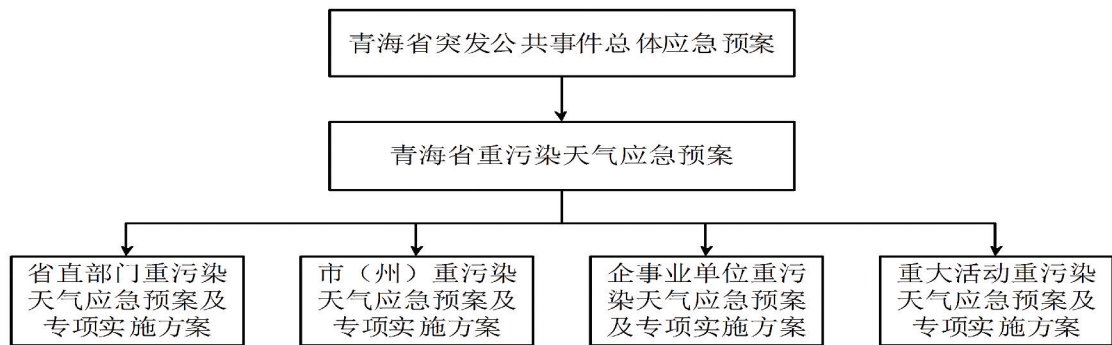 青海省突发公共事件总体应急预案
青海省重污染天气应急预案
省直部门重污染
天气应急预案及
专项实施方案
市（州）重污染
天气应急预案及
专项实施方案
企事业单位重污
染天气应急预案
及专项实施方案
重大活动重污染
天气应急预案及
专项实施方案